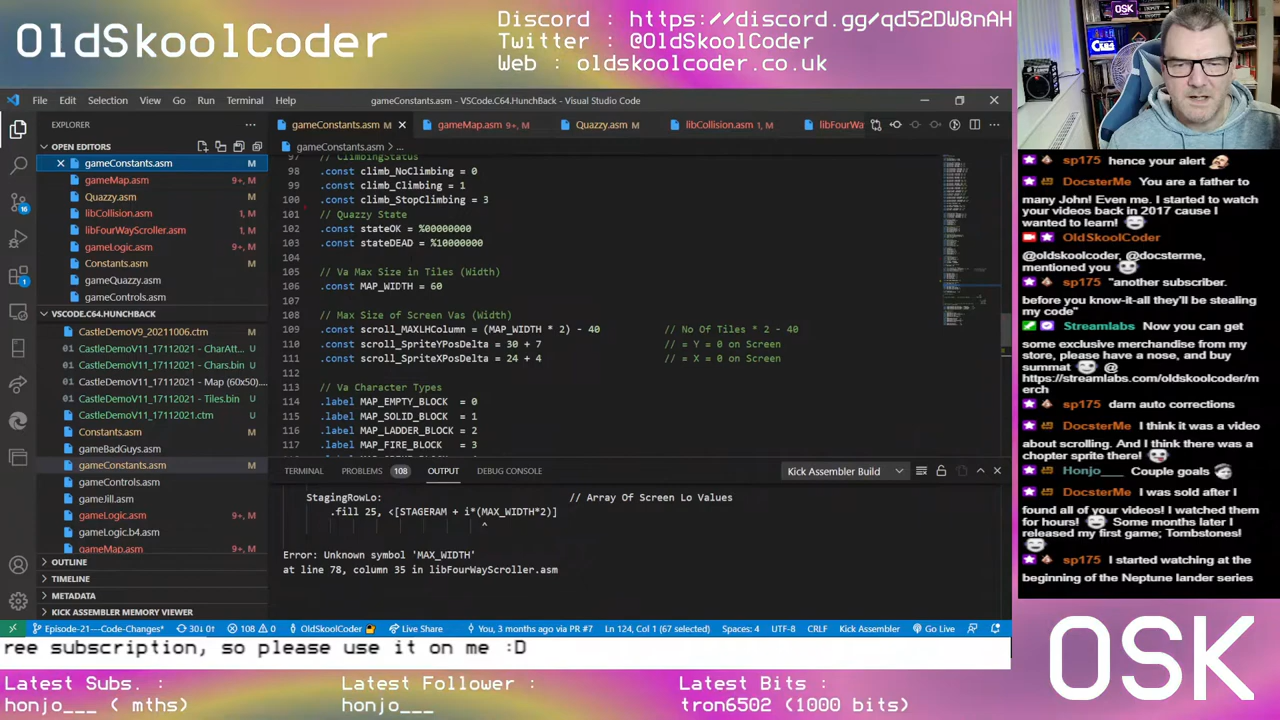 OldSkoolCoder
Discord : https://discord.gg/qd52DW8nAH
Twitter : @OldSkoolCoder
Web : oldskoolcoder.co.uk
OSK
File Edit Selection View Go Run Terminal Help
gameConstants.asm - VSCode.C64.HunchBack - Visual Studio Code
EXPLORER
gameConstants.asm M
gameMap.asm 9+, M
Quazzy.asm M
libCollision.asm 1, M
libFourWa
OPEN EDITORS
gameConstants.asm > ...
gameConstants.asm M
gameMap.asm 9+, M
Quazzy.asm M
libCollision.asm 1, M
libFourWayScroller.asm 1, M
gameLogic.asm 9+, M
Constants.asm M
gameQuazzy.asm
gameControls.asm
VSCODE.C64.HUNCHBACK
CastleDemoV9_20211006.ctm M
CastleDemoV11_17112021 - CharAtt... U
CastleDemoV11_17112021 - Chars.bin U
CastleDemoV11_17112021 - Map (60x50)....
CastleDemoV11_17112021 - Tiles.bin U
CastleDemoV11_17112021.ctm U
Constants.asm M
gameBadGuys.asm
gameConstants.asm M
gameControls.asm
gameJill.asm
gameLogic.asm 9+, M
gameLogic.b4.asm
gameMap.asm 9+, M
OUTLINE
TIMELINE
METADATA
KICK ASSEMBLER MEMORY VIEWER
97 // ClimbingStatus
98 .const climb_NoClimbing = 0
99 .const climb_Climbing = 1
100 .const climb_StopClimbing = 3
101 // Quazzy State
102 .const stateOK = %00000000
103 .const stateDEAD = %10000000
104
105 // Va Max Size in Tiles (Width)
106 .const MAP_WIDTH = 60
107
108 // Max Size of Screen Vas (Width)
109 .const scroll_MAXLHColumn = (MAP_WIDTH * 2) - 40 // No Of Tiles * 2 - 40
110 .const scroll_SpriteYPosDelta = 30 + 7 // = Y = 0 on Screen
111 .const scroll_SpriteXPosDelta = 24 + 4 // = X = 0 on Screen
112
113 // Va Character Types
114 .label MAP_EMPTY_BLOCK = 0
115 .label MAP_SOLID_BLOCK = 1
116 .label MAP_LADDER_BLOCK = 2
117 .label MAP_FIRE_BLOCK = 3
TERMINAL PROBLEMS 108 OUTPUT DEBUG CONSOLE
Kick Assembler Build
StagingRowLo: // Array Of Screen Lo Values
.fill 25, <[STAGERAM + i*(MAX_WIDTH*2)]
^
Error: Unknown symbol 'MAX_WIDTH'
at line 78, column 35 in libFourWayScroller.asm
Episode-21---Code-Changes* 30↓ 0↑ 108 0 OldSkoolCoder Live Share You, 3 months ago via PR #7 Ln 124, Col 1 (67 selected) Spaces: 4 UTF-8 CRLF Kick Assembler Go Live
sp175 hence your alert
DocsterMe You are a father to
many John! Even me. I started to watch
your videos back in 2017 cause I
wanted to learn!
OldSkoolCoder
@oldskoolcoder, @docsterme,
mentioned you
sp175 "another subscriber.
before you know-it-all they'll be stealing
my code"
Streamlabs Now you can get
some exclusive merchandise from my
store, please have a nose, and buy
summat @
https://streamlabs.com/oldskoolcoder/m
erch
sp175 darn auto corrections
DocsterMe I think it was a video
about scrolling. And I think there was a
chopter sprite there!
Honjo___ Couple goals
DocsterMe I was sold after I
found all of your videos! I watched them
for hours! Some months later I
released my first game; Tombstones!
sp175 I started watching at the
beginning of the Neptune lander series
ree subscription, so please use it on me :D
Latest Subs. :
honjo___ ( mths)
Latest Follower :
honjo___
Latest Bits :
tron6502 (1000 bits)
OSK